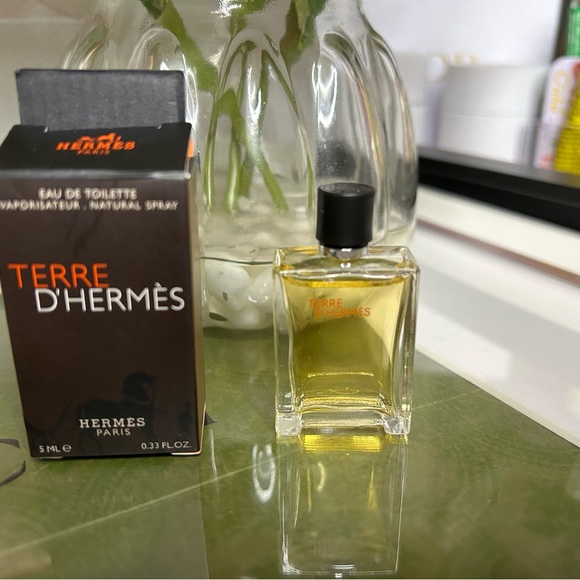 HERMES
PARIS
EAU DE TOILETTE
VAPORISATEUR . NATURAL SPRAY
TERRE
D'HERMÈS
HERMÈS
PARIS
5 ML e 0.33 FL.OZ.
TERRE
D'HERMES